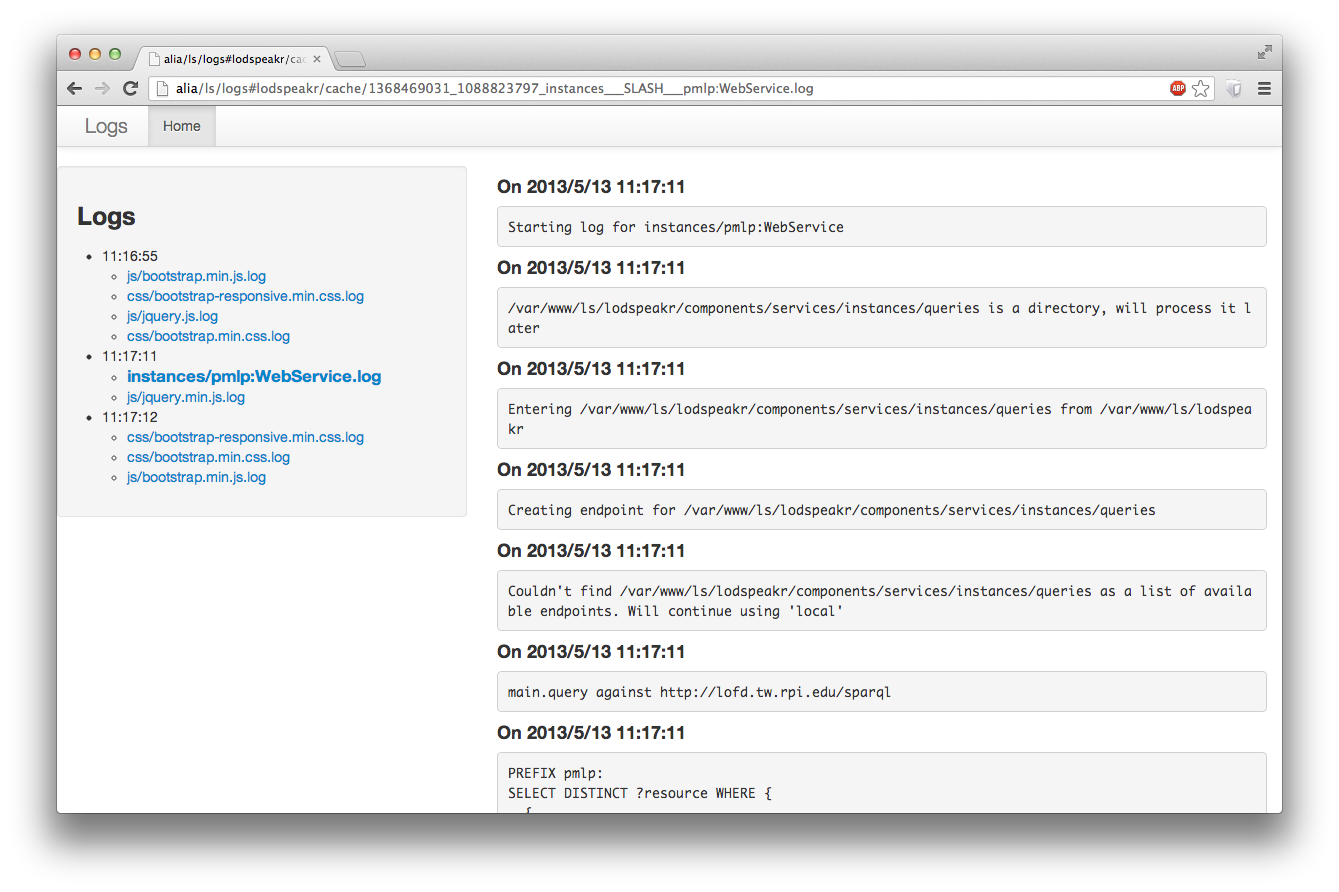 alia/ls/logs#lodspeakr/ca
alia/ls/logs#lodspeakr/cache/1368469031_1088823797_instances___SLASH___pmlp:WebService.log
ABP
Logs
Home
Logs
11:16:55
js/bootstrap.min.js.log
css/bootstrap-responsive.min.css.log
js/jquery.js.log
css/bootstrap.min.css.log
11:17:11
instances/pmlp:WebService.log
js/jquery.min.js.log
11:17:12
css/bootstrap-responsive.min.css.log
css/bootstrap.min.css.log
js/bootstrap.min.js.log
On 2013/5/13 11:17:11
Starting log for instances/pmlp:WebService
On 2013/5/13 11:17:11
/var/www/ls/lodspeakr/components/services/instances/queries is a directory, will process it l
ater
On 2013/5/13 11:17:11
Entering /var/www/ls/lodspeakr/components/services/instances/queries from /var/www/ls/lodspea
kr
On 2013/5/13 11:17:11
Creating endpoint for /var/www/ls/lodspeakr/components/services/instances/queries
On 2013/5/13 11:17:11
Couldn't find /var/www/ls/lodspeakr/components/services/instances/queries as a list of availa
ble endpoints. Will continue using 'local'
On 2013/5/13 11:17:11
main.query against http://lofd.tw.rpi.edu/sparql
On 2013/5/13 11:17:11
PREFIX pmlp:
SELECT DISTINCT ?resource WHERE {
{